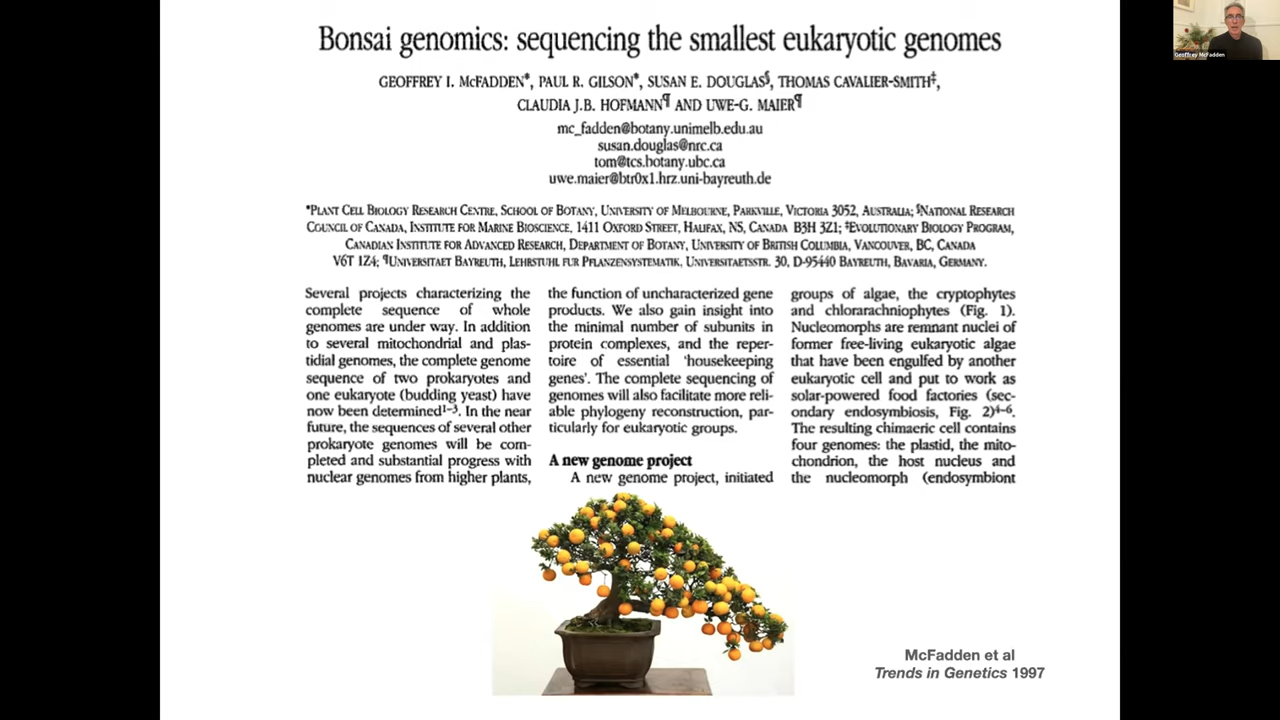 Geoffrey McFadden
Bonsai genomics: sequencing the smallest eukaryotic genomes
GEOFFREY I. McFADDEN*, PAUL R. GILSON*, SUSAN E. DOUGLAS§, THOMAS CAVALIER-SMITH‡,
CLAUDIA J.B. HOFMANN¶ AND UWE-G. MAIER¶
mc_fadden@botany.unimelb.edu.au
susan.douglas@nrc.ca
tom@tcs.botany.ubc.ca
uwe.maier@btr0x1.hrz.uni-bayreuth.de
*PLANT CELL BIOLOGY RESEARCH CENTRE, SCHOOL OF BOTANY, UNIVERSITY OF MELBOURNE, PARKVILLE, VICTORIA 3052, AUSTRALIA; §NATIONAL RESEARCH
COUNCIL OF CANADA, INSTITUTE FOR MARINE BIOSCIENCE, 1411 OXFORD STREET, HALIFAX, NS, CANADA B3H 3Z1; ‡EVOLUTIONARY BIOLOGY PROGRAM,
CANADIAN INSTITUTE FOR ADVANCED RESEARCH, DEPARTMENT OF BOTANY, UNIVERSITY OF BRITISH COLUMBIA, VANCOUVER, BC, CANADA
V6T 1Z4; ¶UNIVERSITAET BAYREUTH, LEHRSTUHL FUR PFLANZENSYSTEMATIK, UNIVERSITAETSSTR. 30, D-95440 BAYREUTH, BAVARIA, GERMANY.
Several projects characterizing the
complete sequence of whole
genomes are under way. In addition
to several mitochondrial and plas-
tidial genomes, the complete genome
sequence of two prokaryotes and
one eukaryote (budding yeast) have
now been determined1–3. In the near
future, the sequences of several other
prokaryote genomes will be com-
pleted and substantial progress with
nuclear genomes from higher plants,
the function of uncharacterized gene
products. We also gain insight into
the minimal number of subunits in
protein complexes, and the reper-
toire of essential 'housekeeping
genes'. The complete sequencing of
genomes will also facilitate more reli-
able phylogeny reconstruction, par-
ticularly for eukaryotic groups.
A new genome project
A new genome project, initiated
groups of algae, the cryptophytes
and chlorarachniophytes (Fig. 1).
Nucleomorphs are remnant nuclei of
former free-living eukaryotic algae
that have been engulfed by another
eukaryotic cell and put to work as
solar-powered food factories (sec-
ondary endosymbiosis, Fig. 2)4–6.
The resulting chimaeric cell contains
four genomes: the plastid, the mito-
chondrion, the host nucleus and
the nucleomorph (endosymbiont
McFadden et al
Trends in Genetics 1997